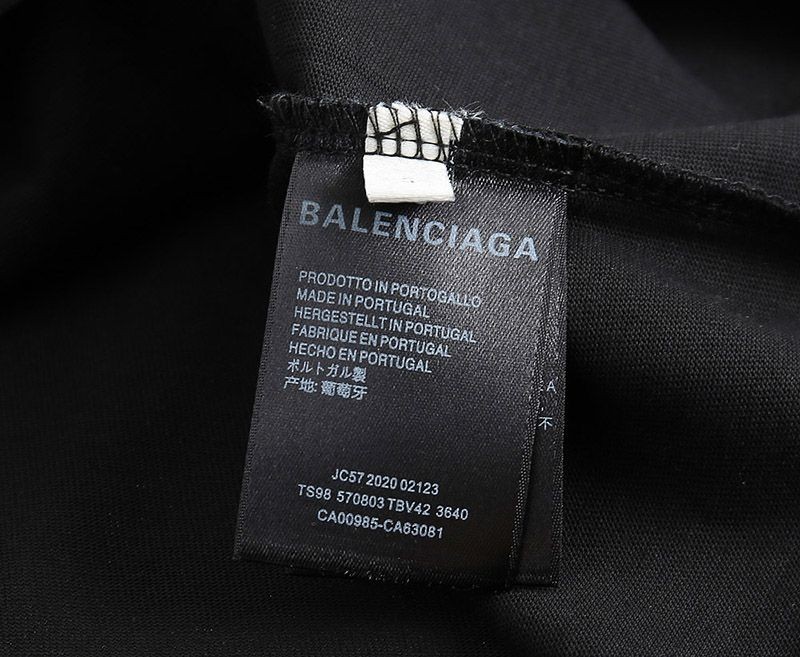 BALENCIAGA
PRODOTTO IN PORTOGALLO
MADE IN PORTUGAL
HERGESTELLT IN PORTUGAL
FABRIQUE EN PORTUGAL
HECHO EN PORTUGAL
ポルトガル製
产地: 葡萄牙
A
不
JC57 2020 02123
TS98 570803 TBV42 3640
CA00985-CA63081